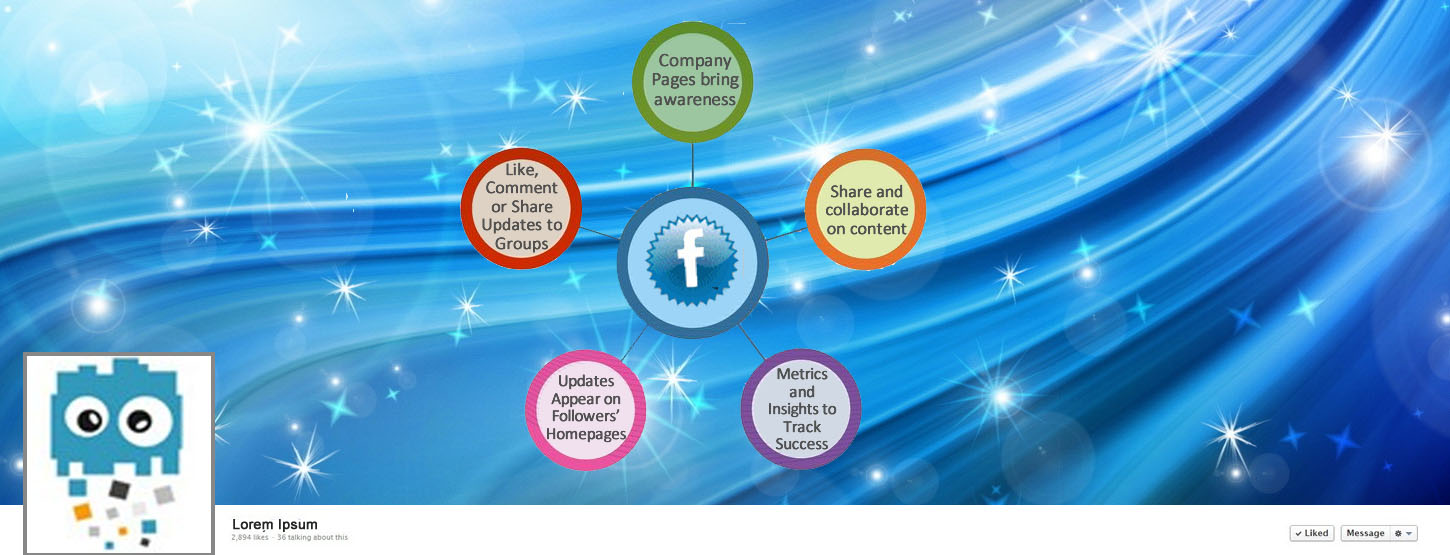 Company
Pages bring
awareness
Like,
Comment
or Share
Updates to
Groups
Share and
collaborate
on content
f
Updates
Appear on
Followers’
Homepages
Metrics
and
Insights to
Track
Success
Lorem Ipsum
2,894 likes · 36 talking about this
✓ Liked
Message